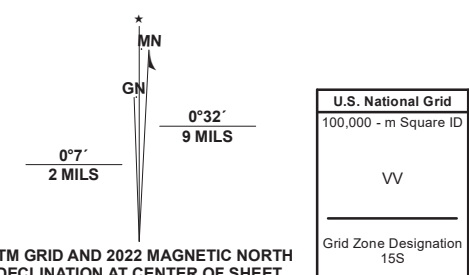 ★
MN
GN
0°32´
9 MILS
0°7´
2 MILS
TM GRID AND 2022 MAGNETIC NORTH
DECLINATION AT CENTER OF SHEET
U.S. National Grid
100,000 - m Square ID
VV
Grid Zone Designation
15S